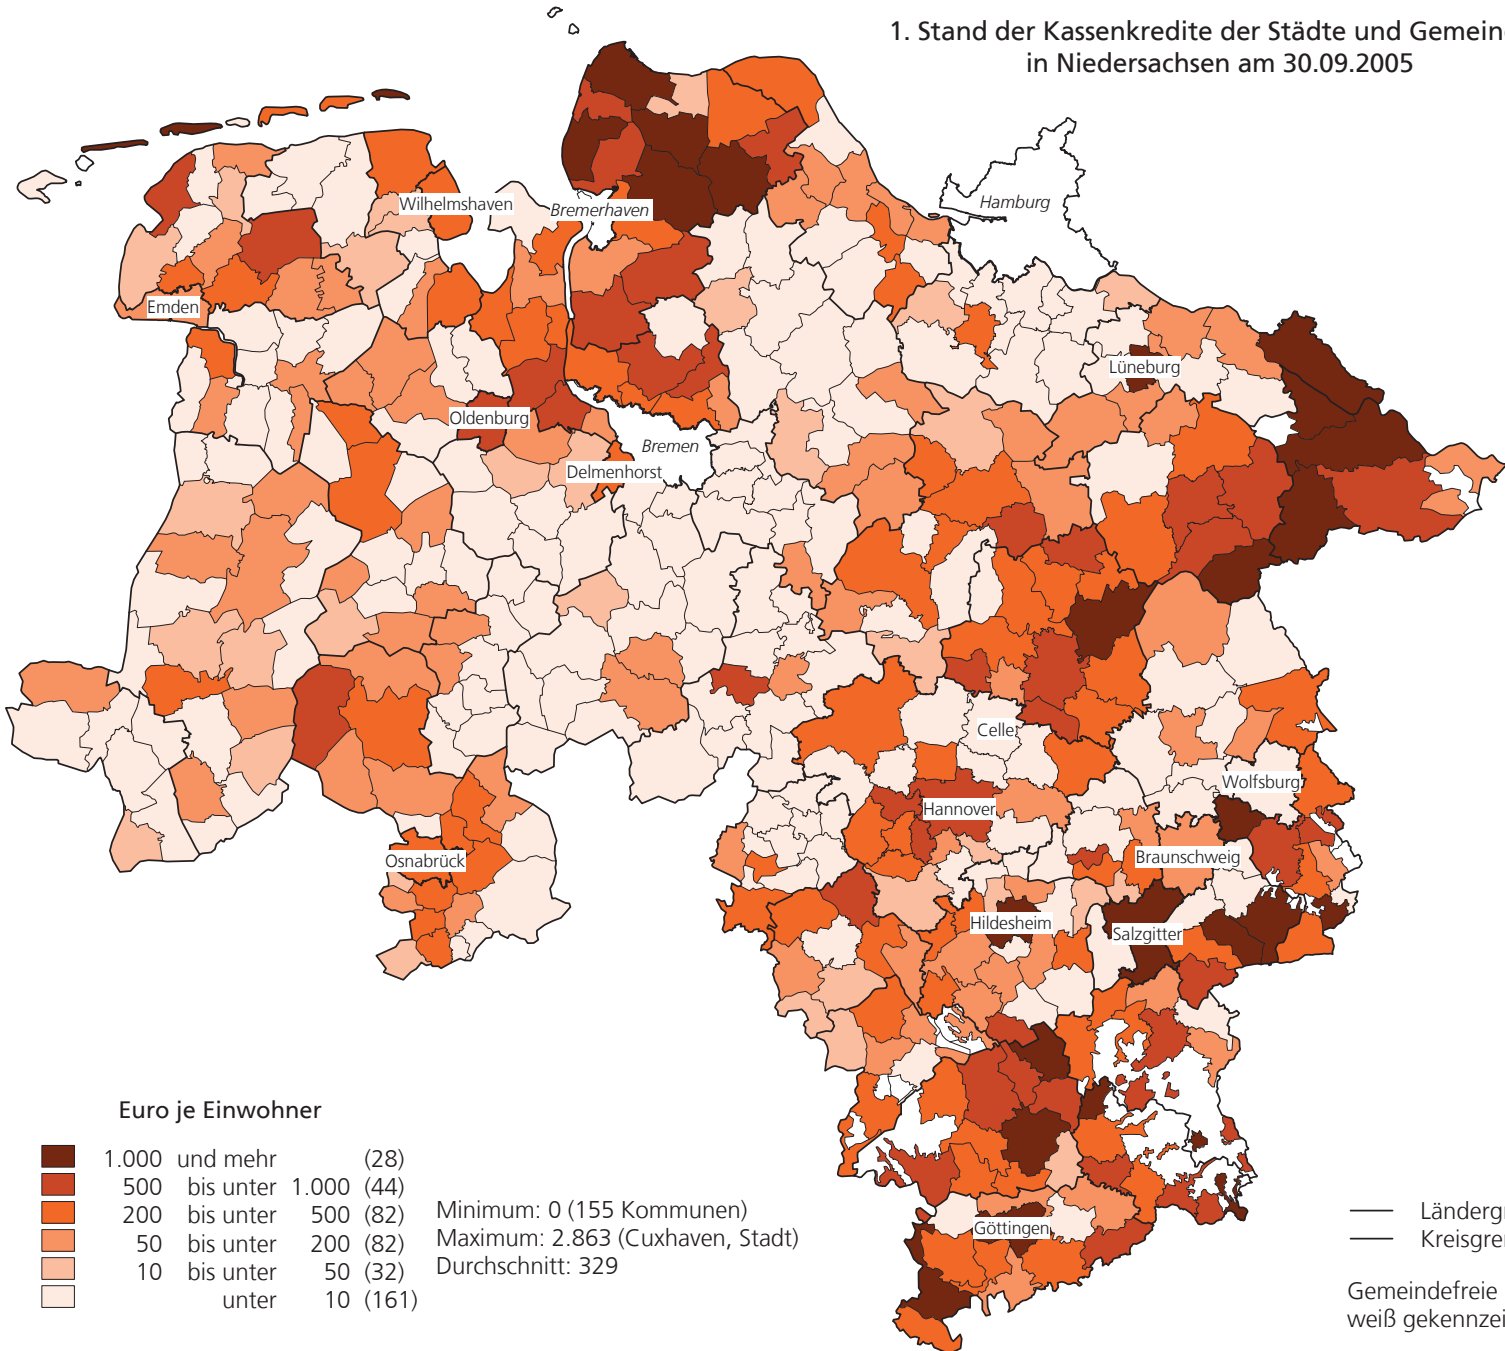 1. Stand der Kassenkredite der Städte und Gemein
in Niedersachsen am 30.09.2005
Wilhelmshaven
Bremerhaven
Hamburg
Emden
Lüneburg
Oldenburg
Bremen
Delmenhorst
Celle
Wolfsburg
Hannover
Braunschweig
Osnabrück
Hildesheim
Salzgitter
Göttingen
Euro je Einwohner
1.000 und mehr (28)
500 bis unter 1.000 (44)
200 bis unter 500 (82)
50 bis unter 200 (82)
10 bis unter 50 (32)
unter 10 (161)
Minimum: 0 (155 Kommunen)
Maximum: 2.863 (Cuxhaven, Stadt)
Durchschnitt: 329
Ländergr
Kreisgre
Gemeindefreie
weiß gekennzei